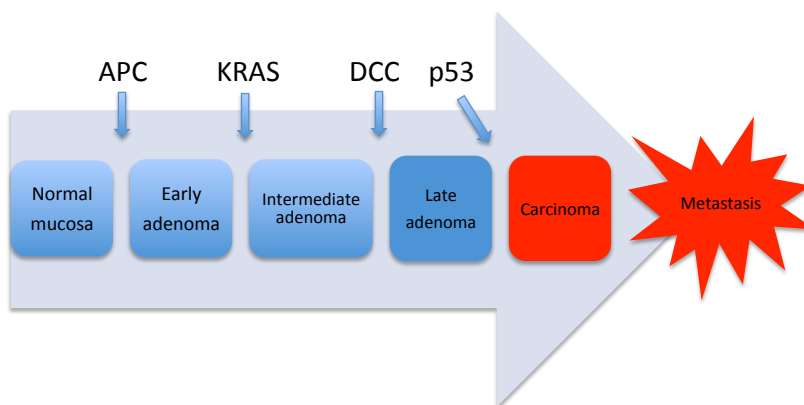 APC KRAS DCC p53
Normal
mucosa
Early
adenoma
Intermediate
adenoma
Late
adenoma
Carcinoma
Metastasis